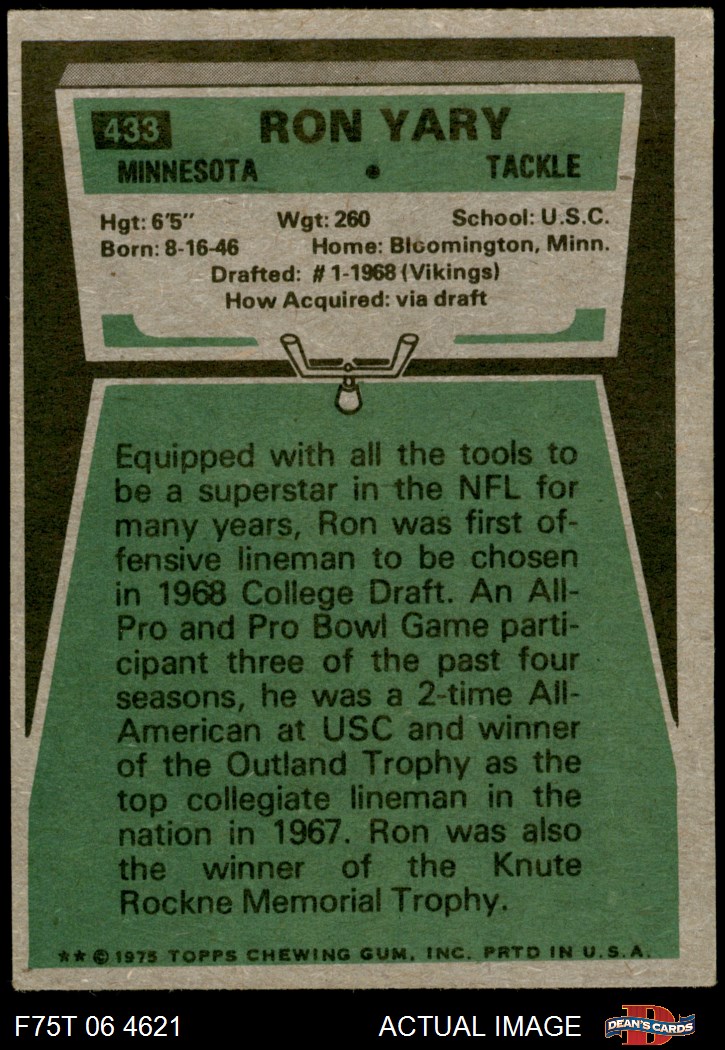 433 RON YARY
MINNESOTA • TACKLE
Hgt: 6'5" Wgt: 260 School: U.S.C.
Born: 8-16-46 Home: Bloomington, Minn.
Drafted: #1-1968 (Vikings)
How Acquired: via draft
Equipped with all the tools to
be a superstar in the NFL for
many years, Ron was first of-
fensive lineman to be chosen
in 1968 College Draft. An All-
Pro and Pro Bowl Game parti-
cipant three of the past four
seasons, he was a 2-time All-
American at USC and winner
of the Outland Trophy as the
top collegiate lineman in the
nation in 1967. Ron was also
the winner of the Knute
Rockne Memorial Trophy.
**©1975 TOPPS CHEWING GUM, INC. PRTD IN U.S.A.
F75T 06 4621 ACTUAL IMAGE D DEAN'S CARDS